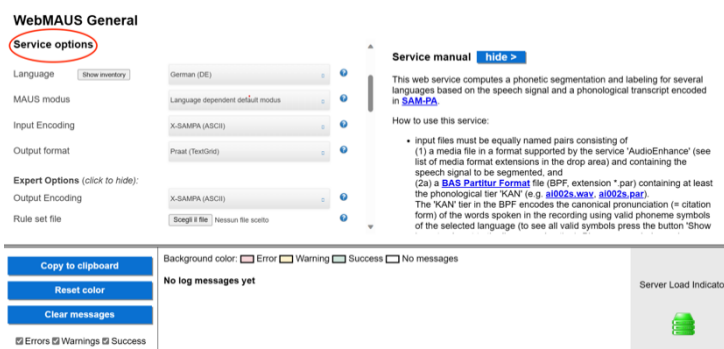 WebMAUS General
Service options
Language Show inventory German (DE)
MAUS modus Language dependent default modus
Input Encoding X-SAMPA (ASCII)
Output format Praat (TextGrid)
Expert Options (click to hide):
Output Encoding X-SAMPA (ASCII)
Rule set file Scegli il file Nessun file scelto
Service manual hide >
This web service computes a phonetic segmentation and labeling for several
languages based on the speech signal and a phonological transcript encoded
in SAM-PA.
How to use this service:
• input files must be equally named pairs consisting of
(1) a media file in a format supported by the service 'AudioEnhance' (see
list of media format extensions in the drop area) and containing the
speech signal to be segmented, and
(2a) a BAS Partitur Format file (BPF, extension *.par) containing at least
the phonological tier 'KAN' (e.g. ai002s.wav, ai002s.par).
The 'KAN' tier in the BPF encodes the canonical pronunciation (= citation
form) of the words spoken in the recording using valid phoneme symbols
of the selected language (to see all valid symbols press the button 'Show
Copy to clipboard
Reset color
Clear messages
Errors Warnings Success
Background color: Error Warning Success No messages
No log messages yet
Server Load Indicato